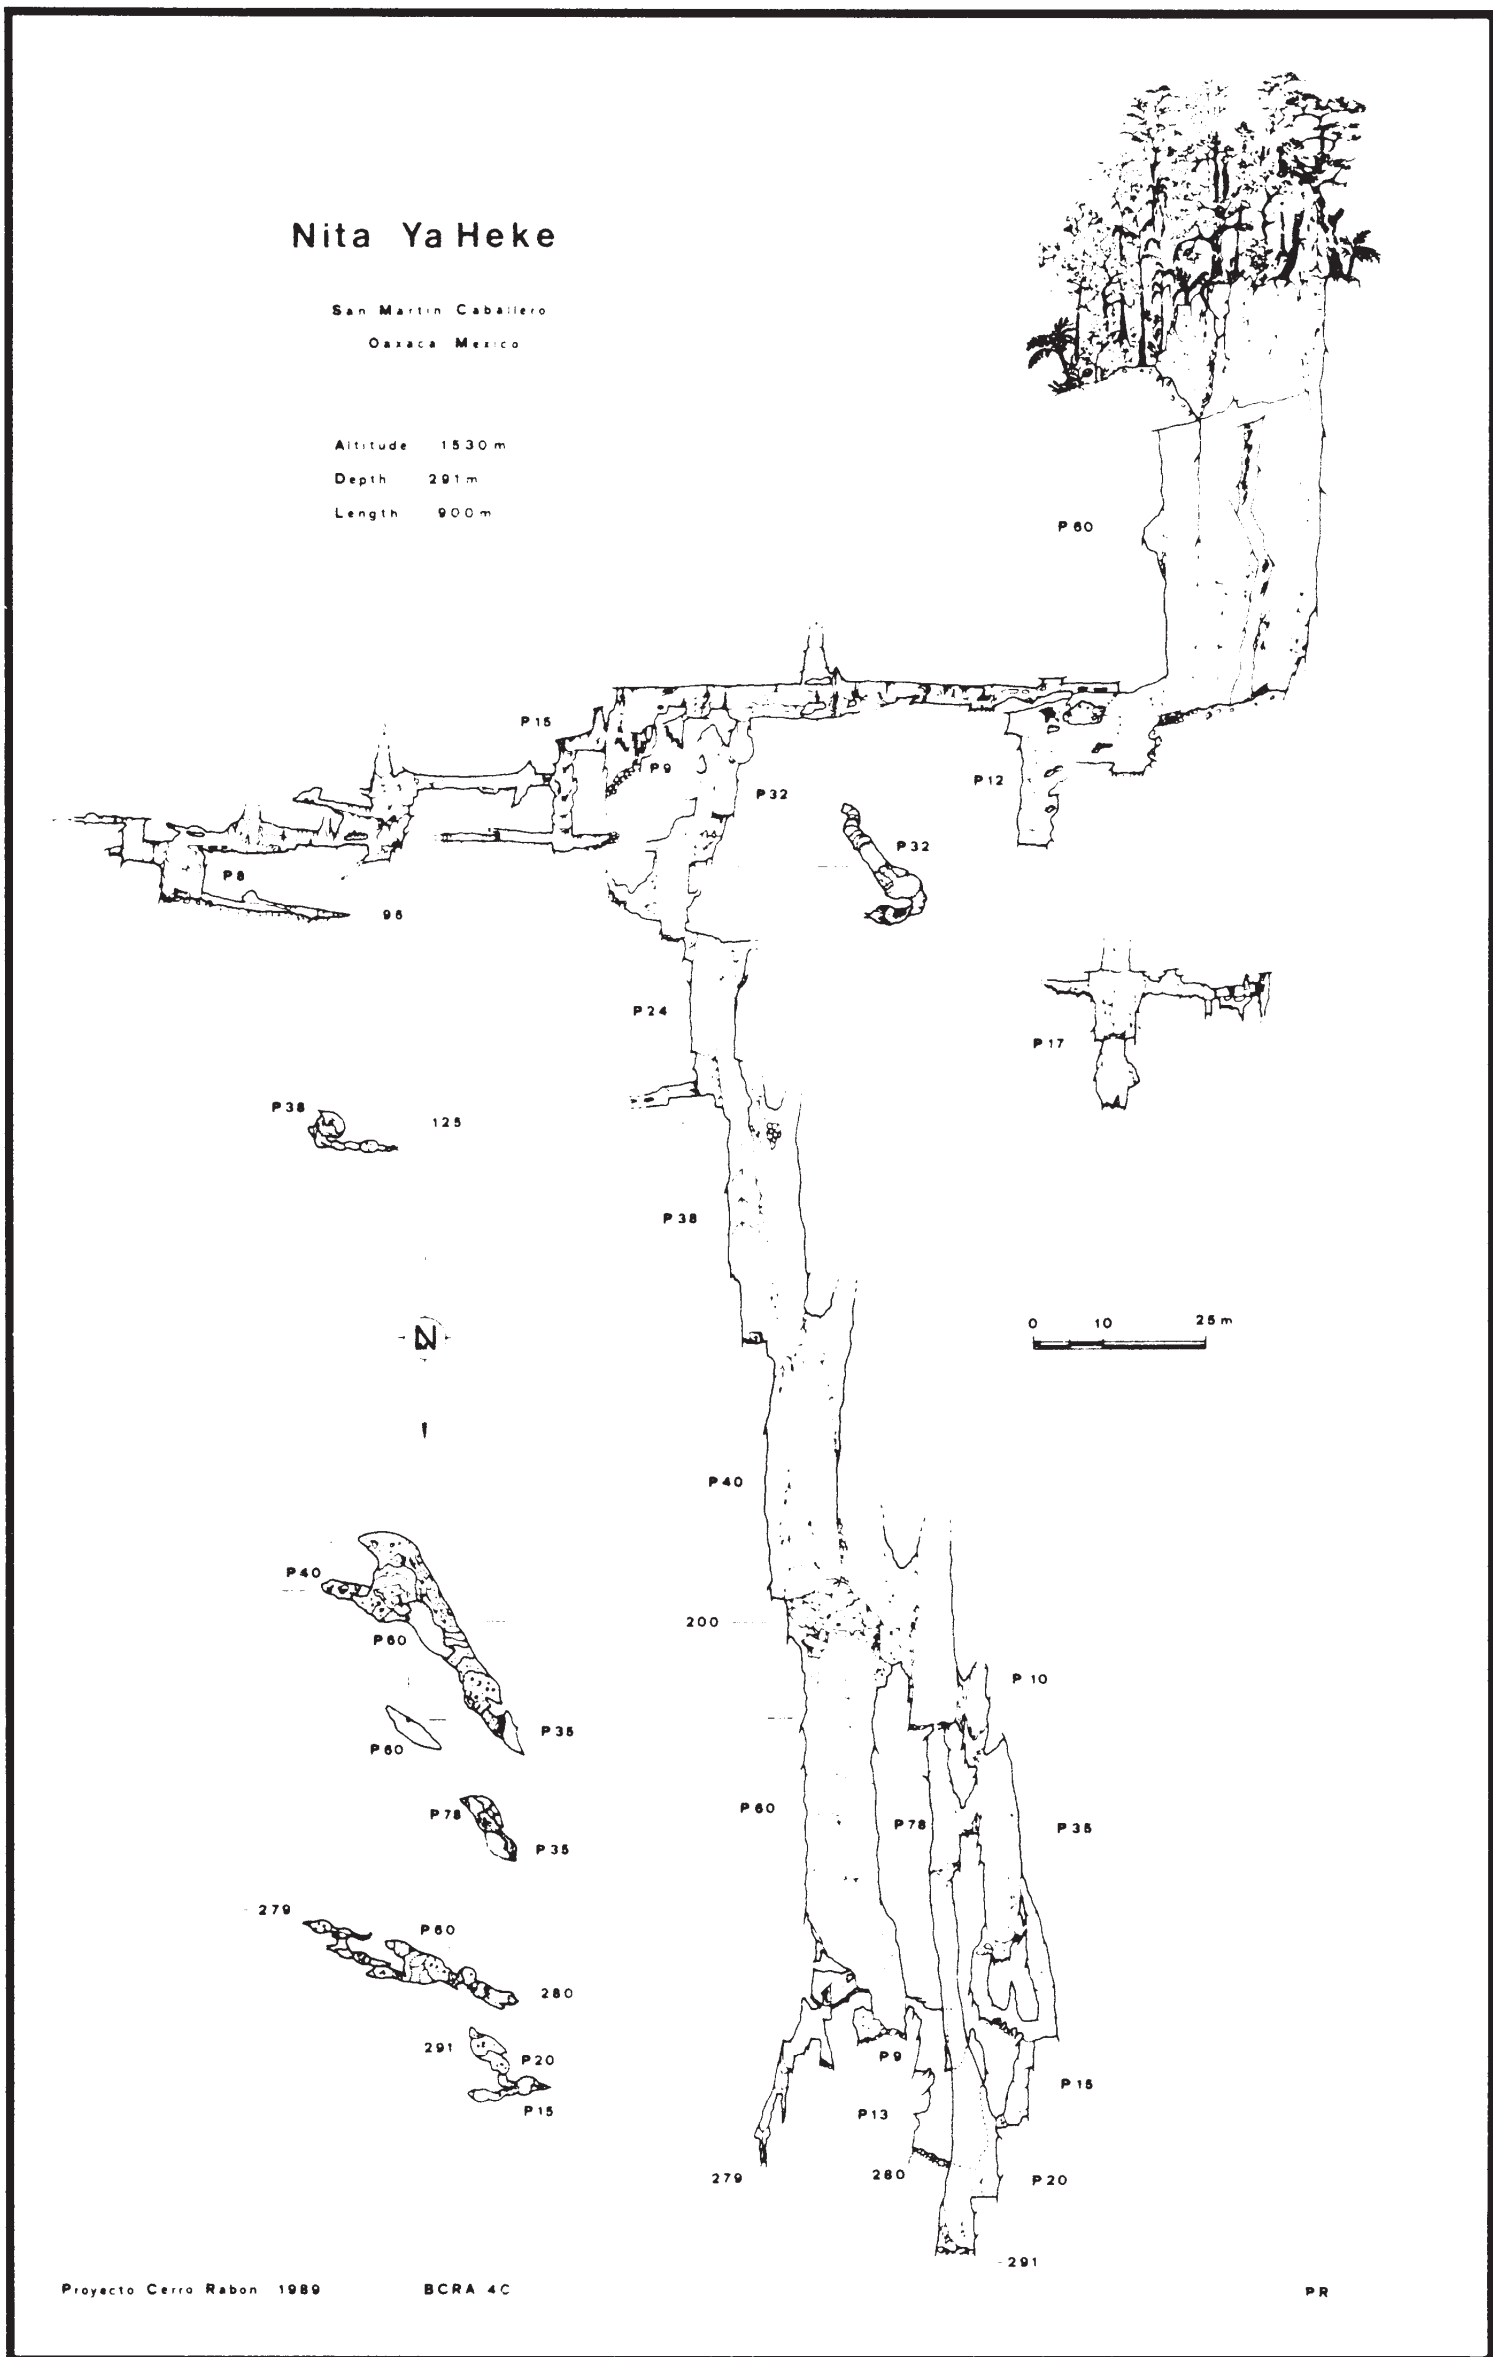 Nita Ya Heke
San Martin Caballero
Oaxaca Mexico
Altitude 1530 m
Depth 291 m
Length 900 m
P 60
P 15
P 9
P 32
P 12
P 32
P 8
96
P 24
P 17
P 38
125
P 38
N
0 10 25 m
P 40
P 40
P 60
200
P 10
P 35
P 60
P 78
P 60
P 78
P 35
P 35
- 279
P 60
280
291
P 20
P 15
P 9
P 15
P 13
279
280
P 20
- 291
Proyecto Cerro Rabon 1989 BCRA 4C PR